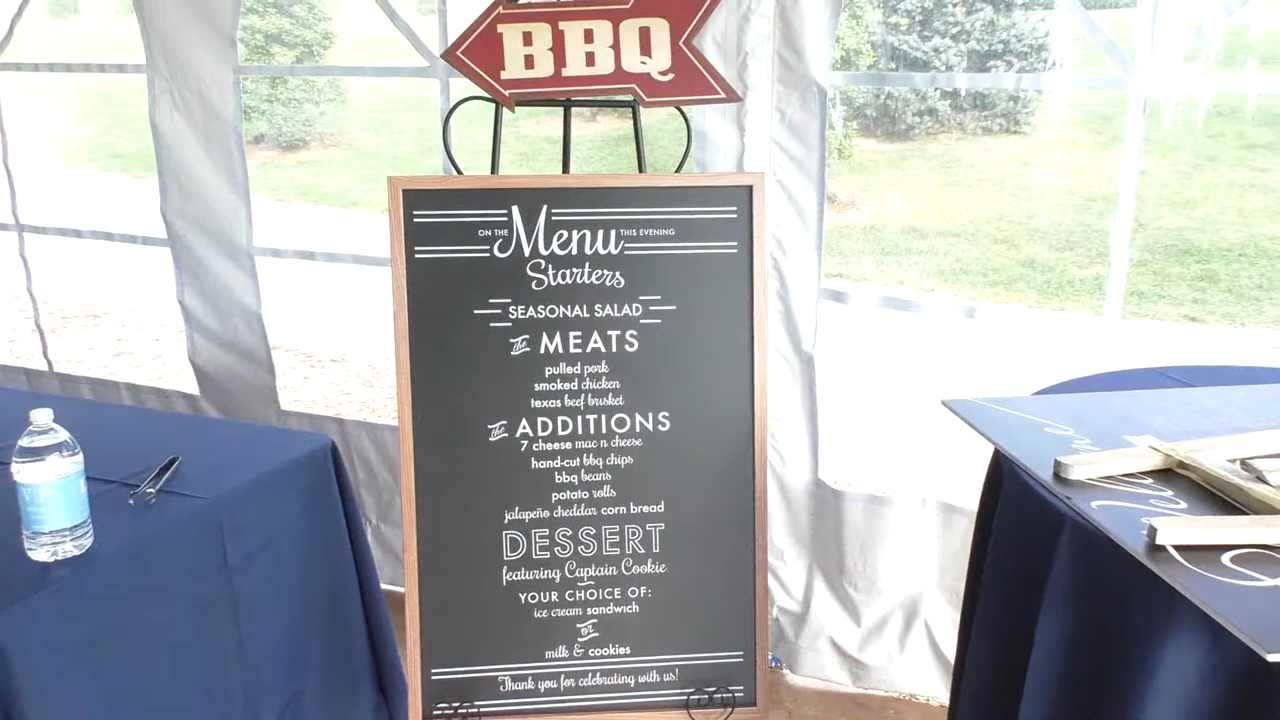 BBQ
ON THE Menu THIS EVENING
Starters
SEASONAL SALAD
the MEATS
pulled pork
smoked chicken
texas beef brisket
the ADDITIONS
7 cheese mac n cheese
hand-cut bbq chips
bbq beans
potato rolls
jalapeño cheddar corn bread
DESSERT
featuring Captain Cookie
YOUR CHOICE OF:
ice cream sandwich
or
milk & cookies
Thank you for celebrating with us!